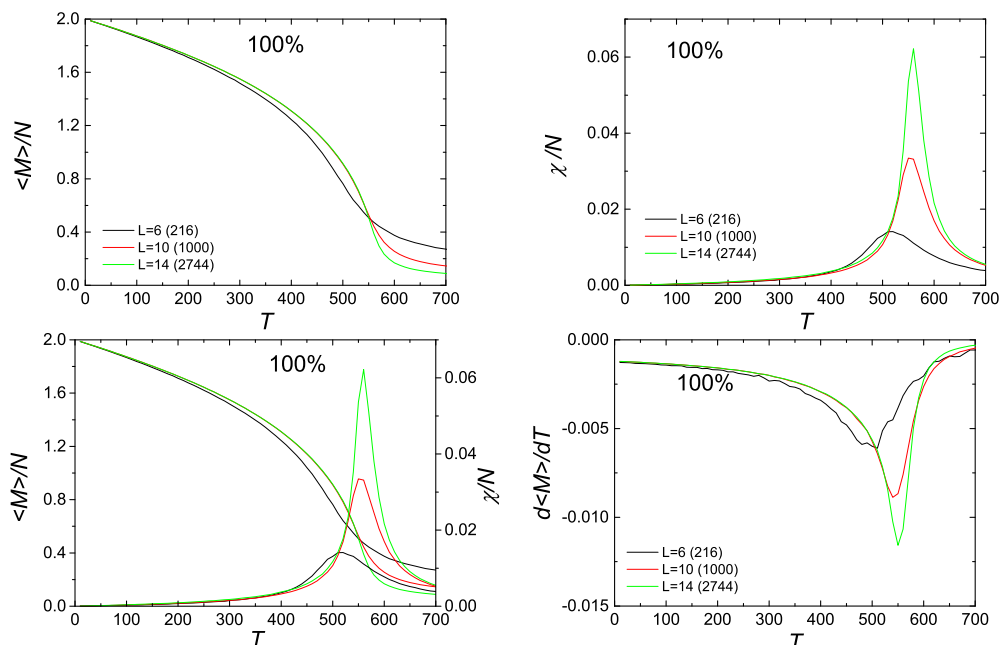 2.0
1.6
1.2
0.8
0.4
0.0
<M>/N
100%
L=6 (216)
L=10 (1000)
L=14 (2744)
0 100 200 300 400 500 600 700
T
0.06
0.04
0.02
0.00
χ/N
100%
L=6 (216)
L=10 (1000)
L=14 (2744)
0 100 200 300 400 500 600 700
T
2.0
1.6
1.2
0.8
0.4
0.0
<M>/N
100%
0.06
0.04
0.02
0.00
χ/N
0 100 200 300 400 500 600 700
T
0.000
-0.005
-0.010
-0.015
d<M>/dT
100%
L=6 (216)
L=10 (1000)
L=14 (2744)
0 100 200 300 400 500 600 700
T